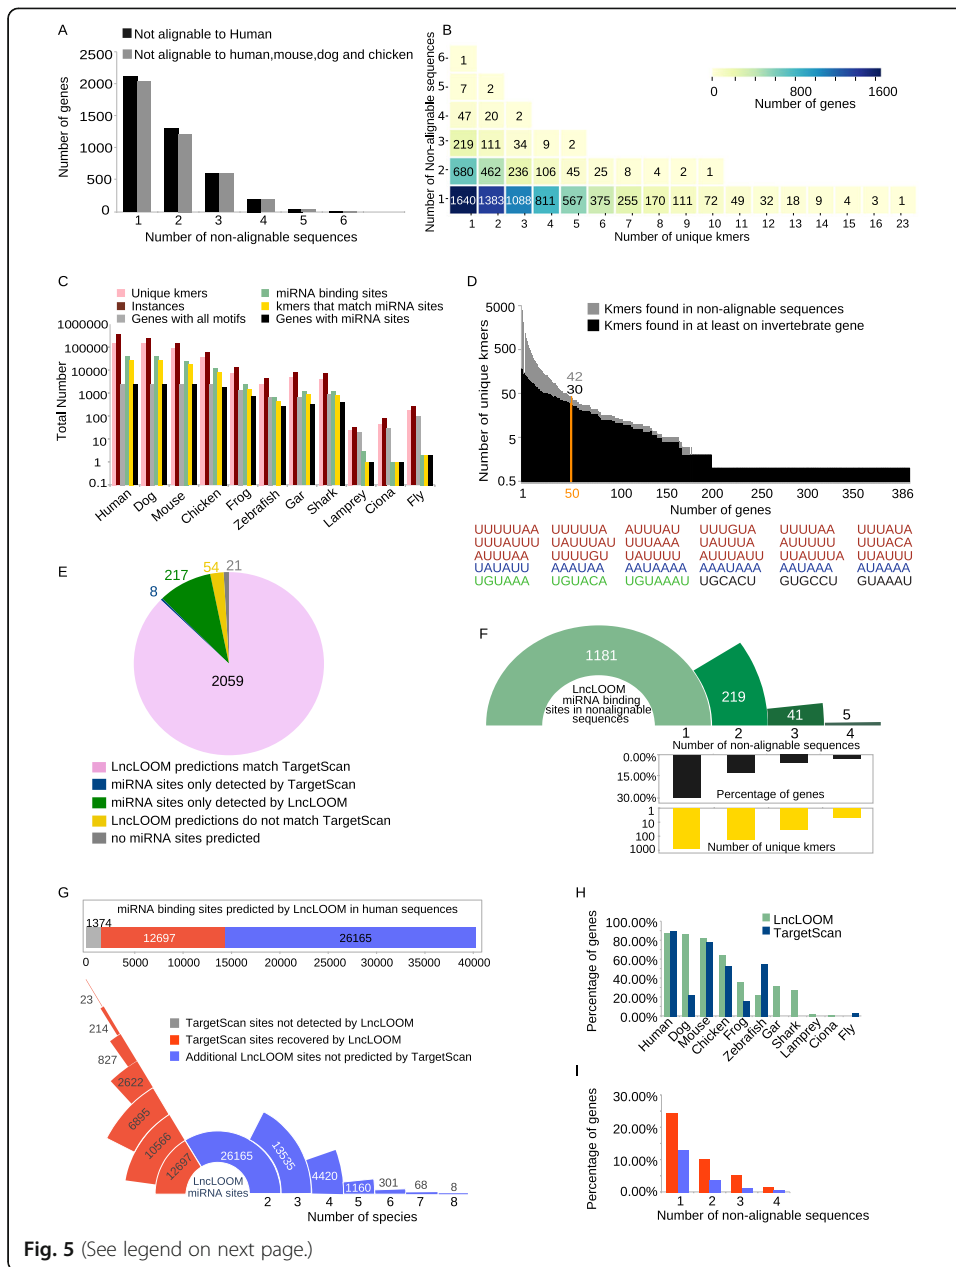 A
Not alignable to Human
Not alignable to human,mouse,dog and chicken
2500
2000
1500
1000
500
0
Number of genes
1 2 3 4 5 6
Number of non-alignable sequences
B
Number of Non-alignable sequences
6 1
5 7 2
4 47 20 2
3 219 111 34 9 2
2 680 462 236 106 45 25 8 4 2 1
1 1640 1383 1088 811 567 375 255 170 111 72 49 32 18 9 4 3 1
1 2 3 4 5 6 7 8 9 10 11 12 13 14 15 16 23
Number of unique kmers
0 800 1600
Number of genes
C
Unique kmers
Instances
Genes with all motifs
miRNA binding sites
kmers that match miRNA sites
Genes with miRNA sites
Total Number
1000000
100000
10000
1000
100
10
1
0.1
Human Dog Mouse Chicken Frog Zebrafish Gar Shark Lamprey Ciona Fly
D
Kmers found in non-alignable sequences
Kmers found in at least on invertebrate gene
Number of unique kmers
5000
500
50
5
0.5
42
30
1 50 100 150 200 250 300 350 386
Number of genes
UUUUUAA UUUUUA AUUUAU UUUGUA UUUUAA UUUAUA
UUUAUUU UAUUUAU UUUAAA UAUUUA AUUUUU UUUACA
AUUUAA UUUUGU UAUUUU AUUUAUU UUAUUUA UUAUUU
UAUAUU AAAUAA AAUAAAA AAAUAAA AAUAAA AUAAAA
UGUAAA UGUACA UGUAAAU UGCACU GUGCCU GUAAAU
E
8
217
54
21
2059
LncLOOM predictions match TargetScan
miRNA sites only detected by TargetScan
miRNA sites only detected by LncLOOM
LncLOOM predictions do not match TargetScan
no miRNA sites predicted
F
1181
219
41
5
LncLOOM
miRNA binding
sites in nonalignable
sequences
1 2 3 4
Number of non-alignable sequences
0.00%
15.00%
30.00%
Percentage of genes
1
10
100
1000
Number of unique kmers
G
miRNA binding sites predicted by LncLOOM in human sequences
1374
12697
26165
0 5000 10000 15000 20000 25000 30000 35000 40000
TargetScan sites not detected by LncLOOM
TargetScan sites recovered by LncLOOM
Additional LncLOOM sites not predicted by TargetScan
23
214
827
2622
6895
10566
12697
26165
13535
4420
1160
301
68
8
LncLOOM
miRNA sites
2 3 4 5 6 7 8
Number of species
H
LncLOOM
TargetScan
Percentage of genes
100.00%
80.00%
60.00%
40.00%
20.00%
0.00%
Human Dog Mouse Chicken Frog Zebrafish Gar Shark Lamprey Ciona Fly
I
Percentage of genes
30.00%
20.00%
10.00%
0.00%
1 2 3 4
Number of non-alignable sequences
Fig. 5 (See legend on next page.)